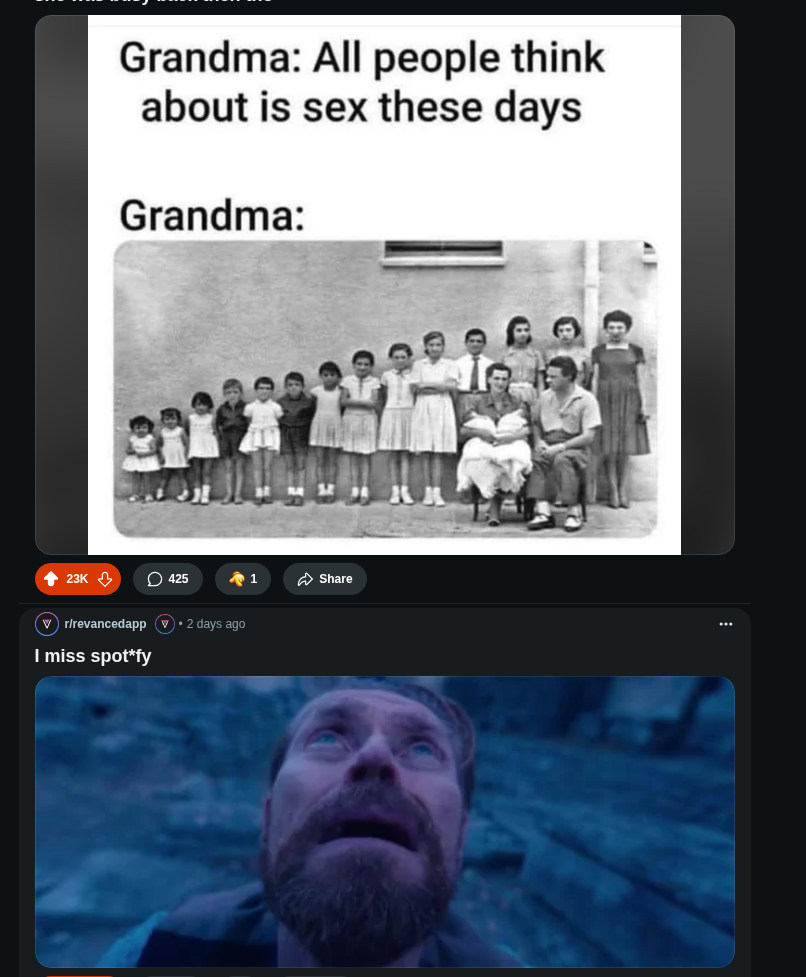 Grandma: All people think
about is sex these days
Grandma:
23K
425
1
Share
r/revancedapp • 2 days ago
I miss spot*fy